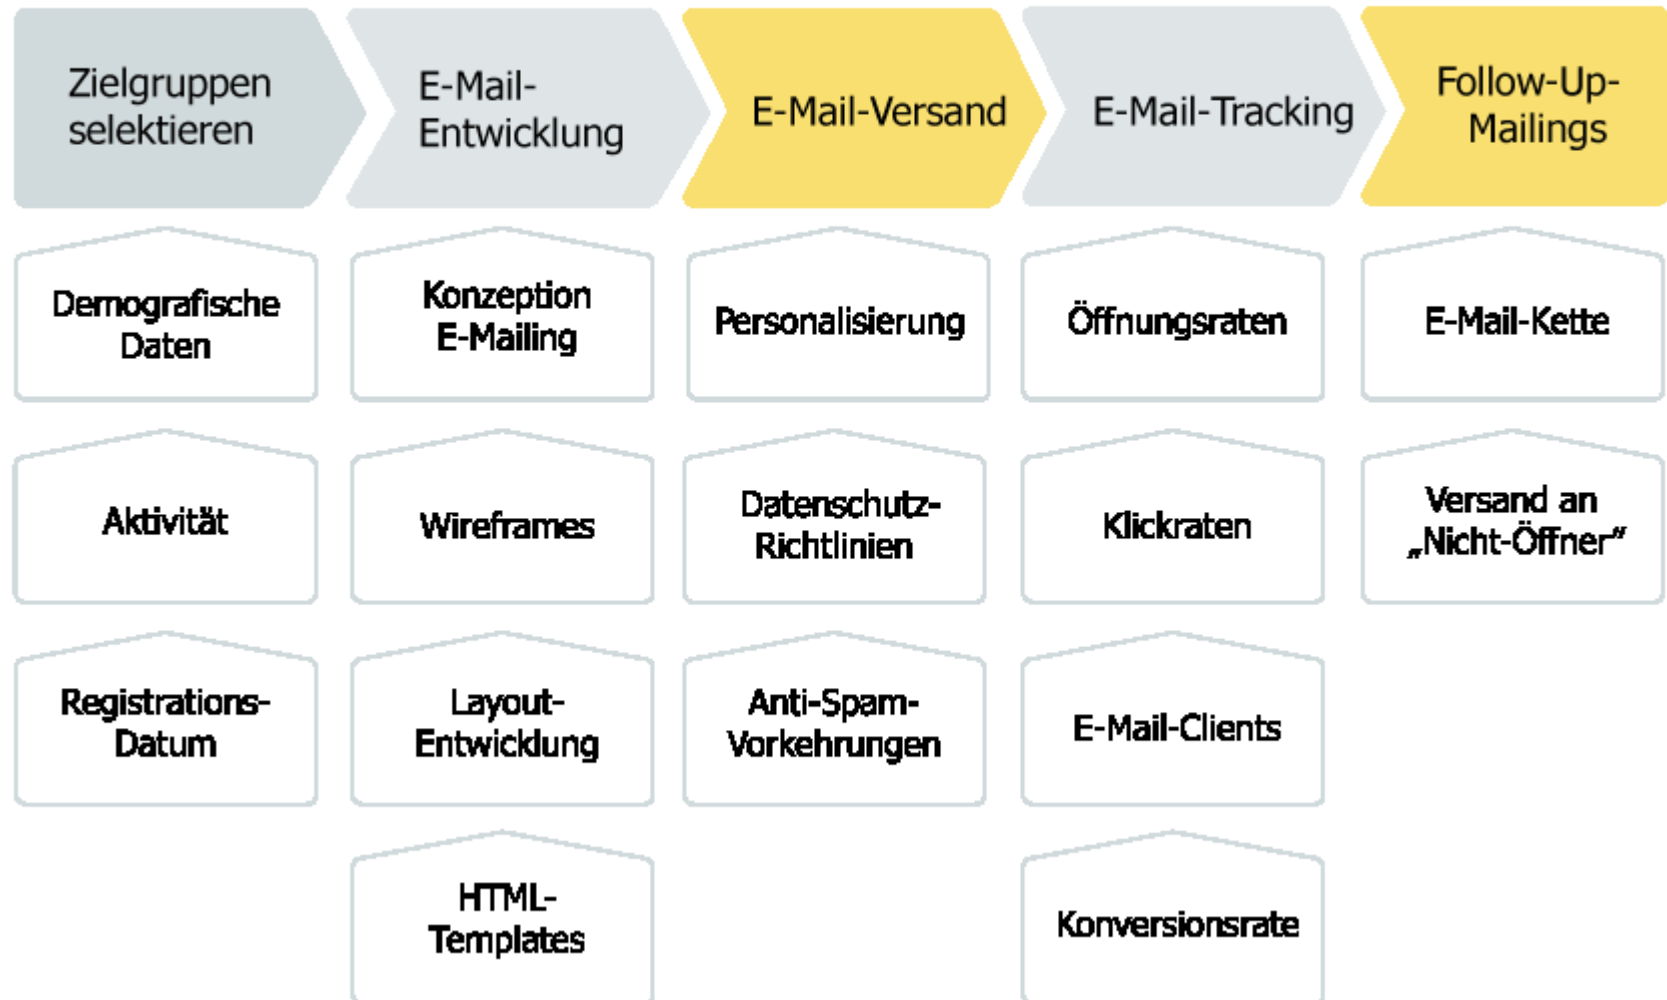 Zielgruppen
selektieren
E-Mail-
Entwicklung
E-Mail-Versand
E-Mail-Tracking
Follow-Up-
Mailings
Demografische
Daten
Konzeption
E-Mailing
Personalisierung
Öffnungsraten
E-Mail-Kette
Aktivität
Wireframes
Datenschutz-
Richtlinien
Klickraten
Versand an
„Nicht-Öffner“
Registrations-
Datum
Layout-
Entwicklung
Anti-Spam-
Vorkehrungen
E-Mail-Clients
HTML-
Templates
Konversionsrate